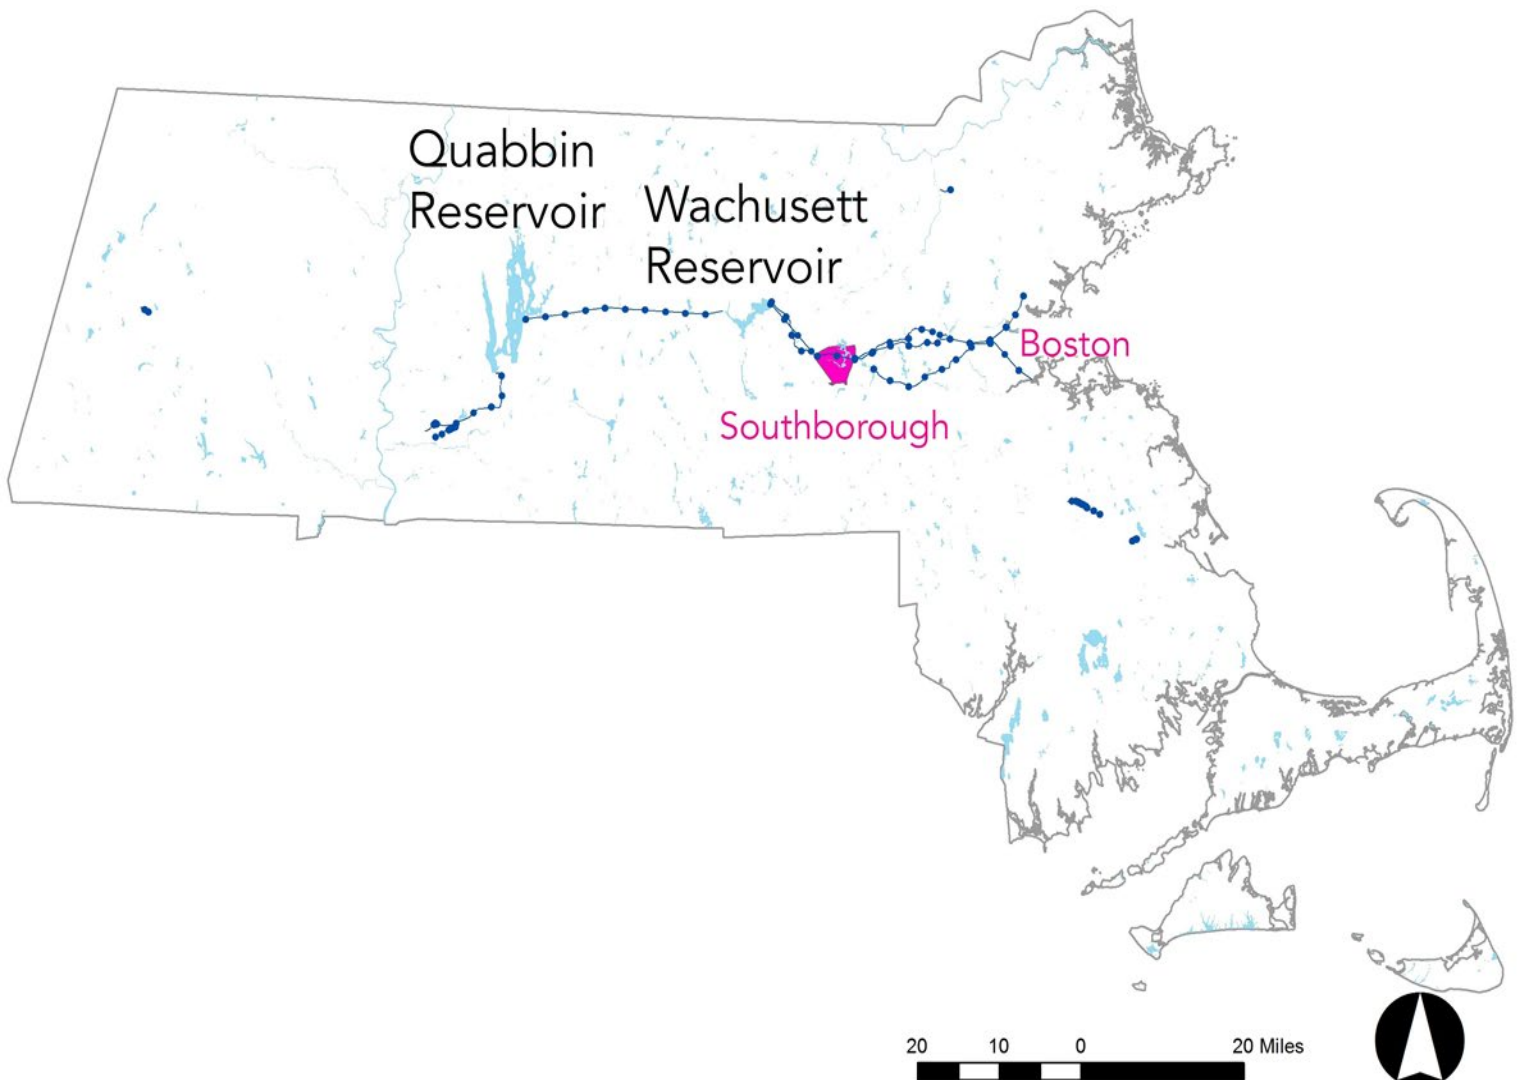 Quabbin
Reservoir
Wachusett
Reservoir
Boston
Southborough
20 10 0 20 Miles